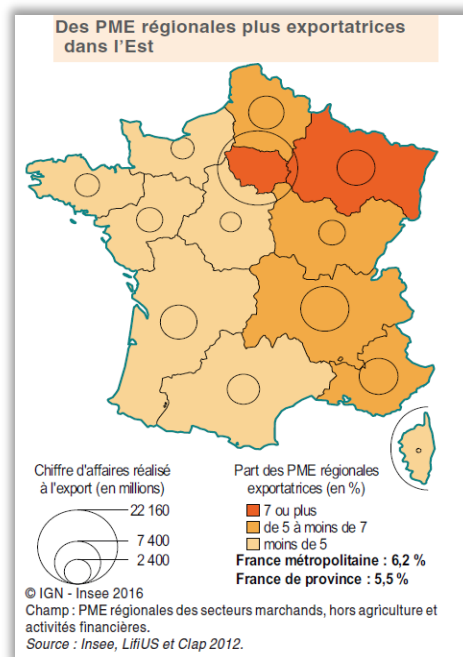 Des PME régionales plus exportatrices
dans l'Est
Chiffre d'affaires réalisé
à l'export (en millions)
22 160
7 400
2 400
Part des PME régionales
exportatrices (en %)
7 ou plus
de 5 à moins de 7
moins de 5
France métropolitaine : 6,2 %
France de province : 5,5 %
© IGN - Insee 2016
Champ : PME régionales des secteurs marchands, hors agriculture et
activités financières.
Source : Insee, LifiUS et Clap 2012.